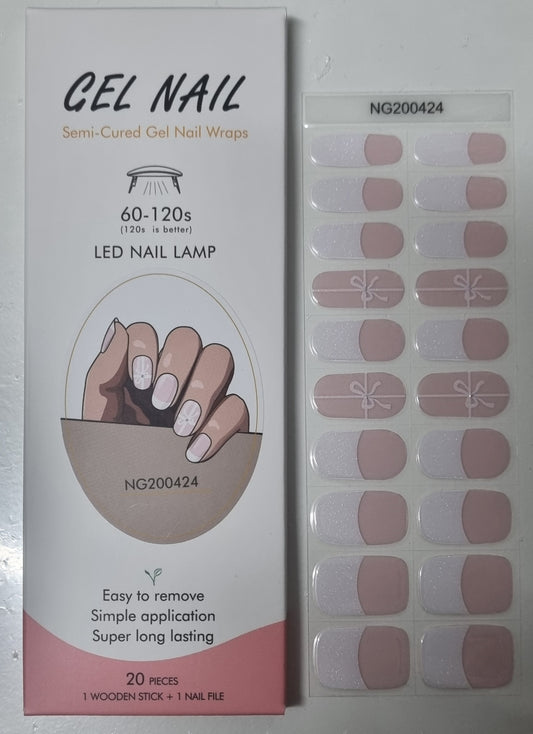 GEL NAIL
Semi-Cured Gel Nail Wraps
60-120s
(120s is better)
LED NAIL LAMP
NG200424
Easy to remove
Simple application
Super long lasting
20 PIECES
1 WOODEN STICK + 1 NAIL FILE
NG200424